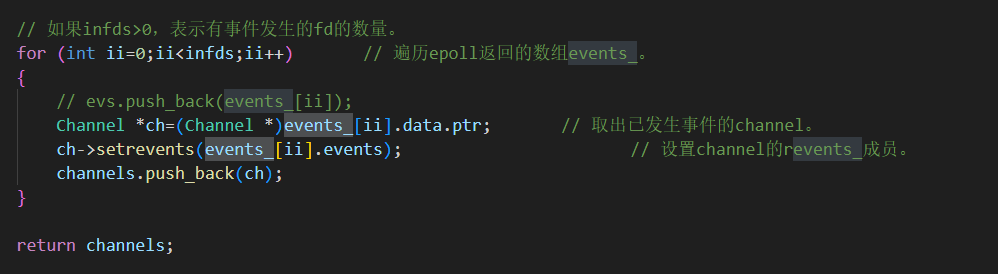 // 如果infds>0，表示有事件发生的fd的数量。
for (int ii=0;ii<infds;ii++)       // 遍历epoll返回的数组events_。
{
    // evs.push_back(events_[ii]);
    Channel *ch=(Channel *)events_[ii].data.ptr;       // 取出已发生事件的channel。
    ch->setrevents(events_[ii].events);                       // 设置channel的revents_成员。
    channels.push_back(ch);
}
return channels;